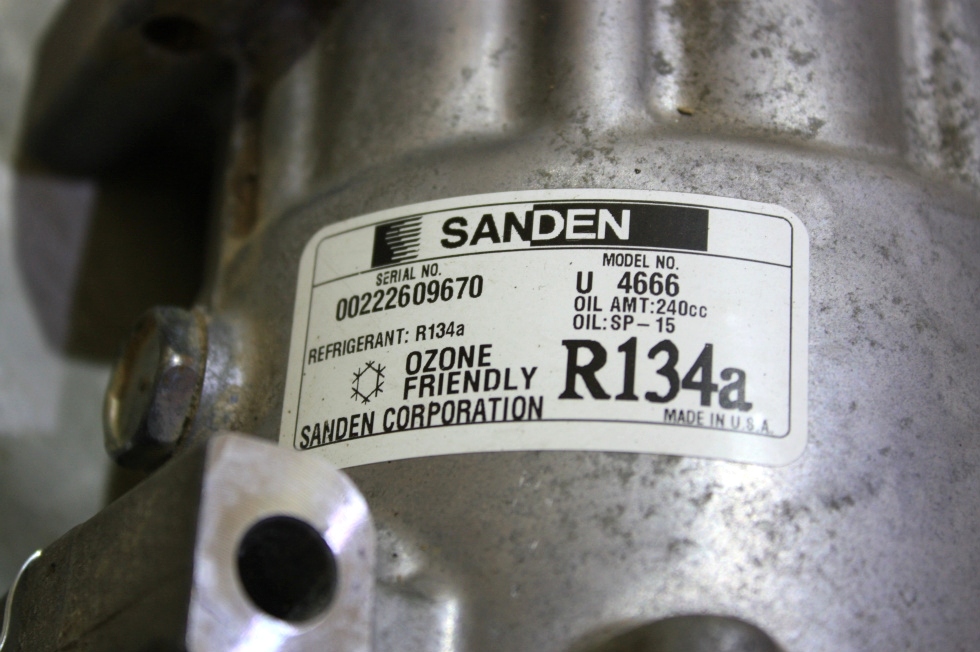 SANDEN
SERIAL NO.
00222609670
MODEL NO.
U 4666
OIL AMT:240cc
OIL:SP-15
REFRIGERANT: R134a
OZONE
FRIENDLY
R134a
SANDEN CORPORATION
MADE IN U.S.A.